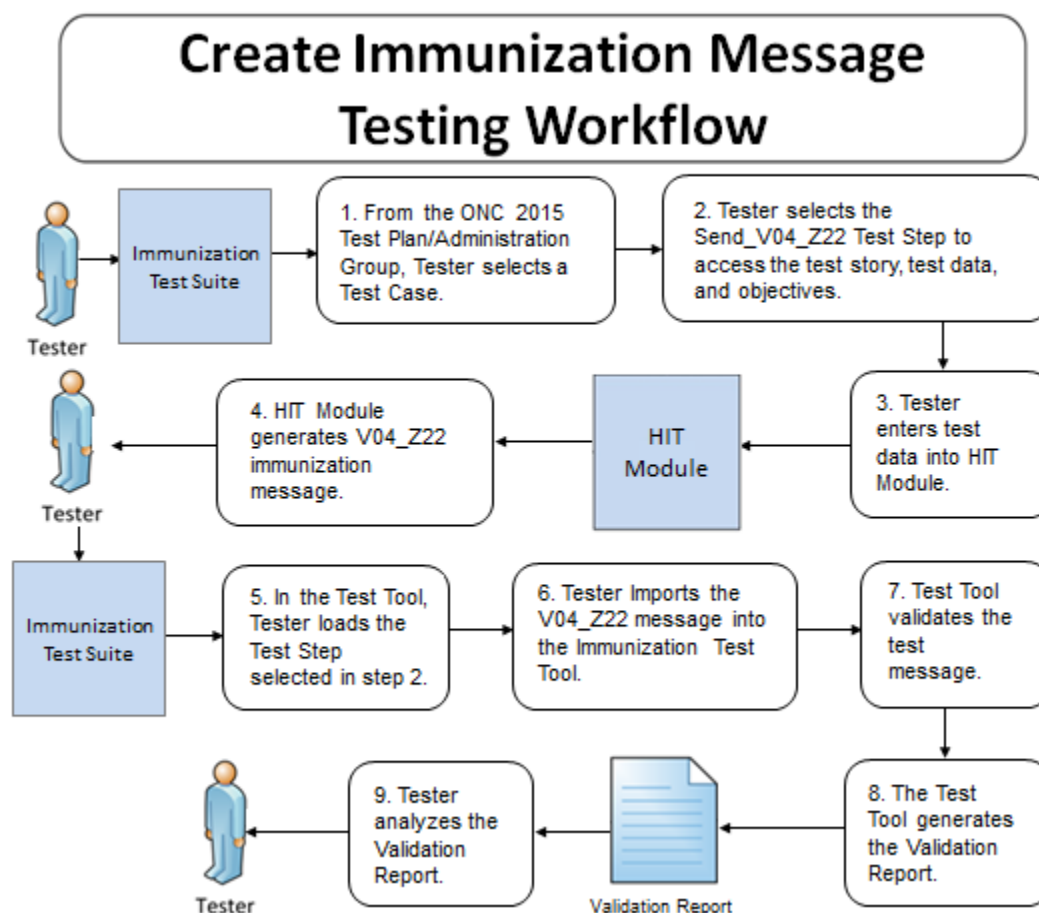 Create Immunization Message
Testing Workflow
Tester
Immunization
Test Suite
1. From the ONC 2015
Test Plan/Administration
Group, Tester selects a
Test Case.
2. Tester selects the
Send_V04_Z22 Test Step to
access the test story, test data,
and objectives.
3. Tester
enters test
data into HIT
Module.
HIT
Module
4. HIT Module
generates V04_Z22
immunization
message.
Tester
Immunization
Test Suite
5. In the Test Tool,
Tester loads the
Test Step
selected in step 2.
6. Tester Imports the
V04_Z22 message into
the Immunization Test
Tool.
7. Test Tool
validates the
test
message.
8. The Test
Tool generates
the Validation
Report.
Validation Report
9. Tester
analyzes the
Validation
Report.
Tester